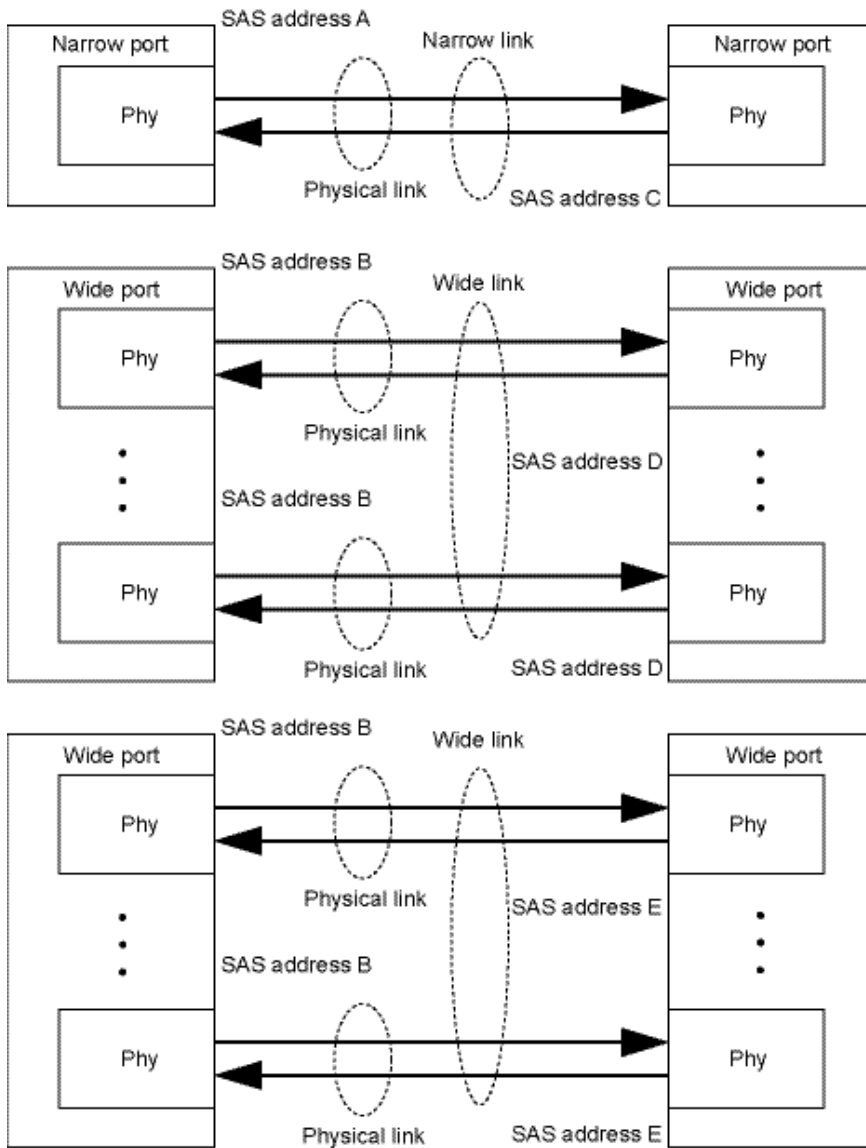 SAS address A
Narrow port
Narrow link
Narrow port
Phy
Phy
Physical link
SAS address C
SAS address B
Wide port
Wide link
Wide port
Phy
Phy
Physical link
SAS address D
SAS address B
Phy
Phy
Physical link
SAS address D
SAS address B
Wide port
Wide link
Wide port
Phy
Phy
Physical link
SAS address E
SAS address B
Phy
Phy
Physical link
SAS address E